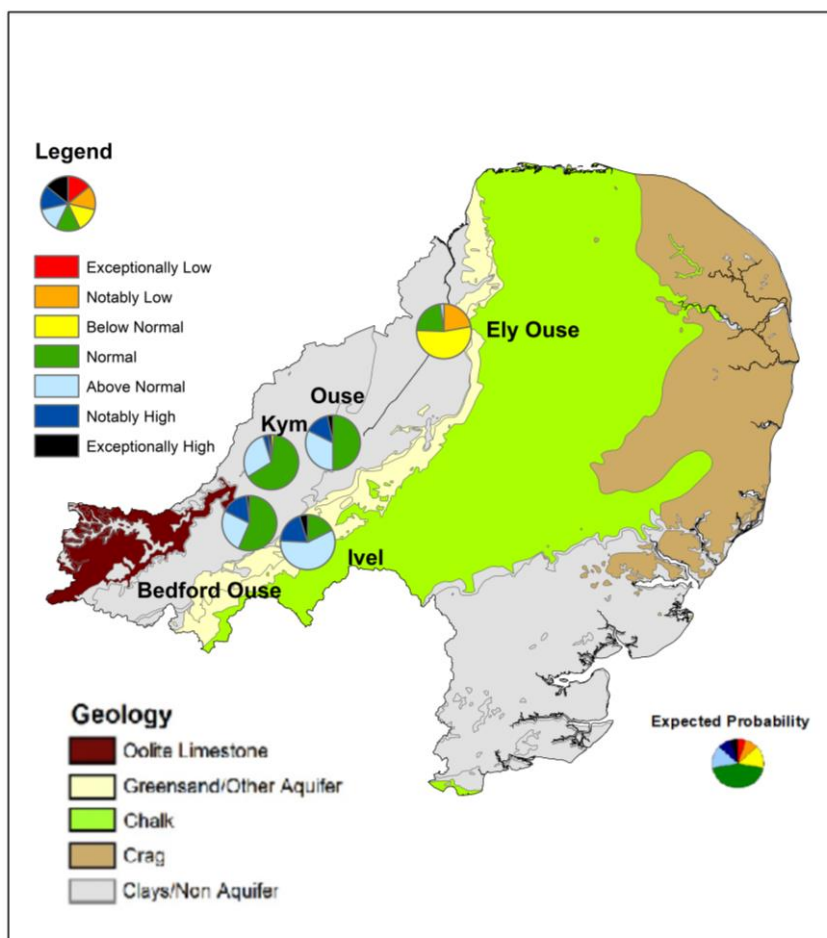 Legend
Exceptionally Low
Notably Low
Below Normal
Normal
Above Normal
Notably High
Exceptionally High
Ely Ouse
Ouse
Kym
Ivel
Bedford Ouse
Geology
Oolite Limestone
Greensand/Other Aquifer
Chalk
Crag
Clays/Non Aquifer
Expected Probability